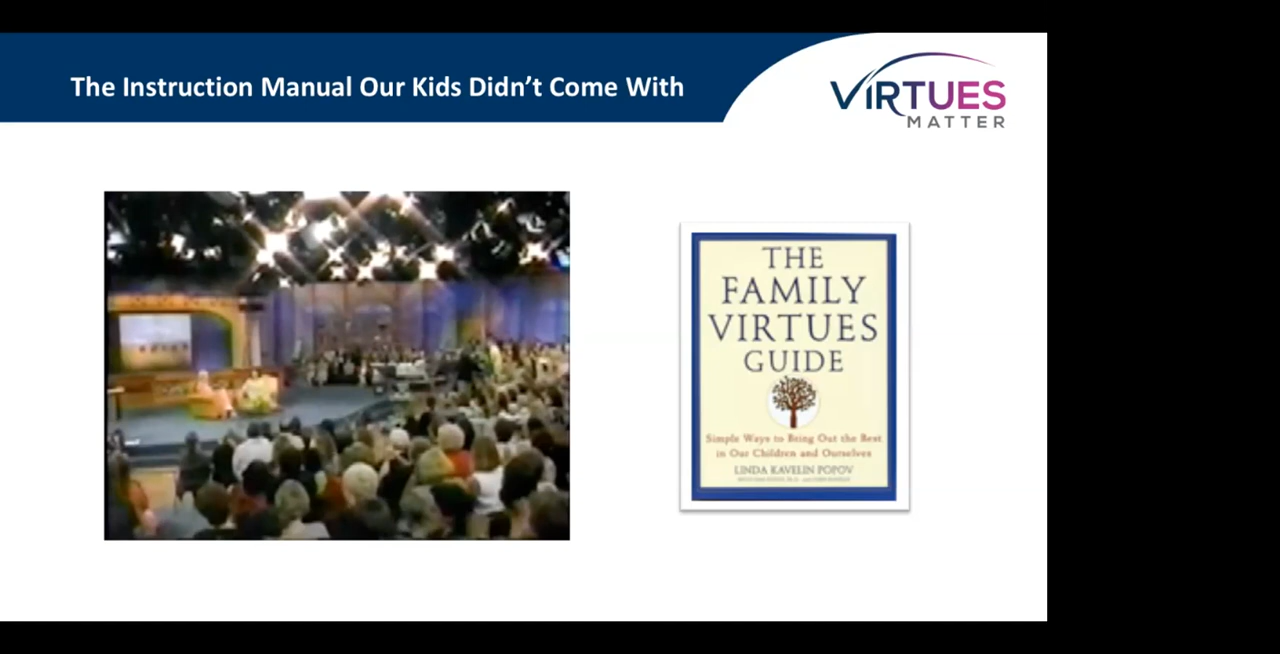 The Instruction Manual Our Kids Didn’t Come With
VIRTUES
MATTER
THE
FAMILY
VIRTUES
GUIDE
Simple Ways to Bring Out the Best
in Our Children and Ourselves
LINDA KAVELIN POPOV